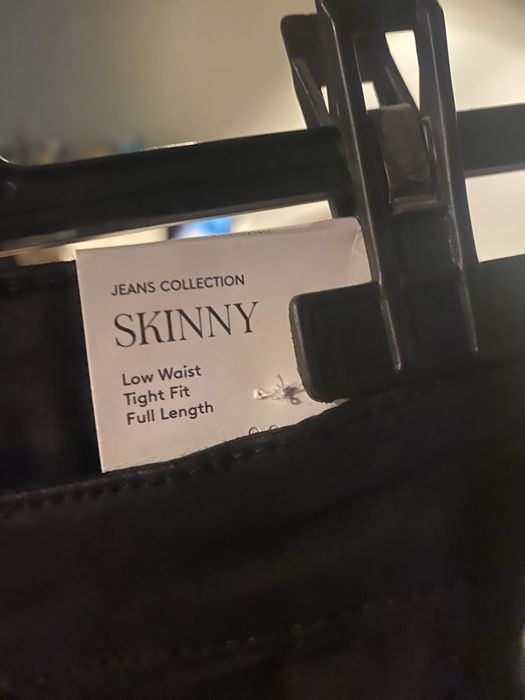 JEANS COLLECTION
SKINNY
Low Waist
Tight Fit
Full Length